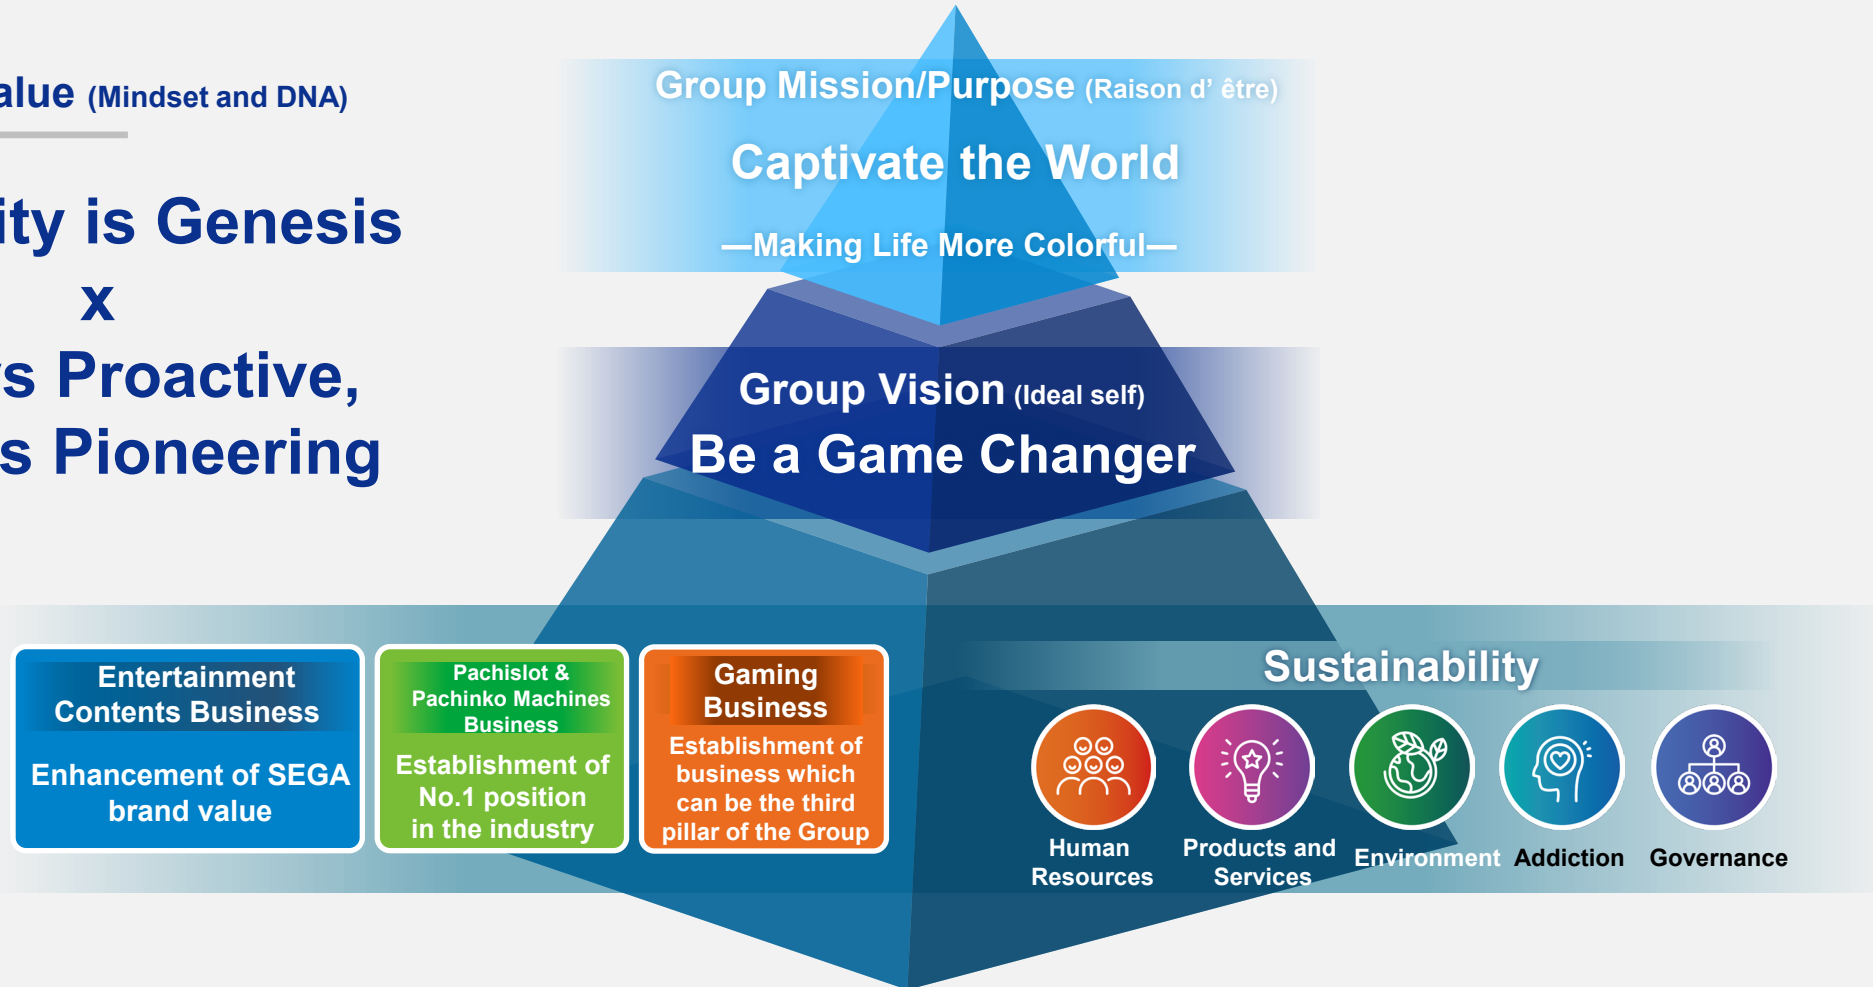 alue (Mindset and DNA)
ity is Genesis
x
s Proactive,
s Pioneering
Group Mission/Purpose (Raison d’ être)
Captivate the World
—Making Life More Colorful—
Group Vision (Ideal self)
Be a Game Changer
Entertainment
Contents Business
Enhancement of SEGA
brand value
Pachislot &
Pachinko Machines
Business
Establishment of
No.1 position
in the industry
Gaming
Business
Establishment of
business which
can be the third
pillar of the Group
Sustainability
Human
Resources
Products and
Services
Environment
Addiction
Governance